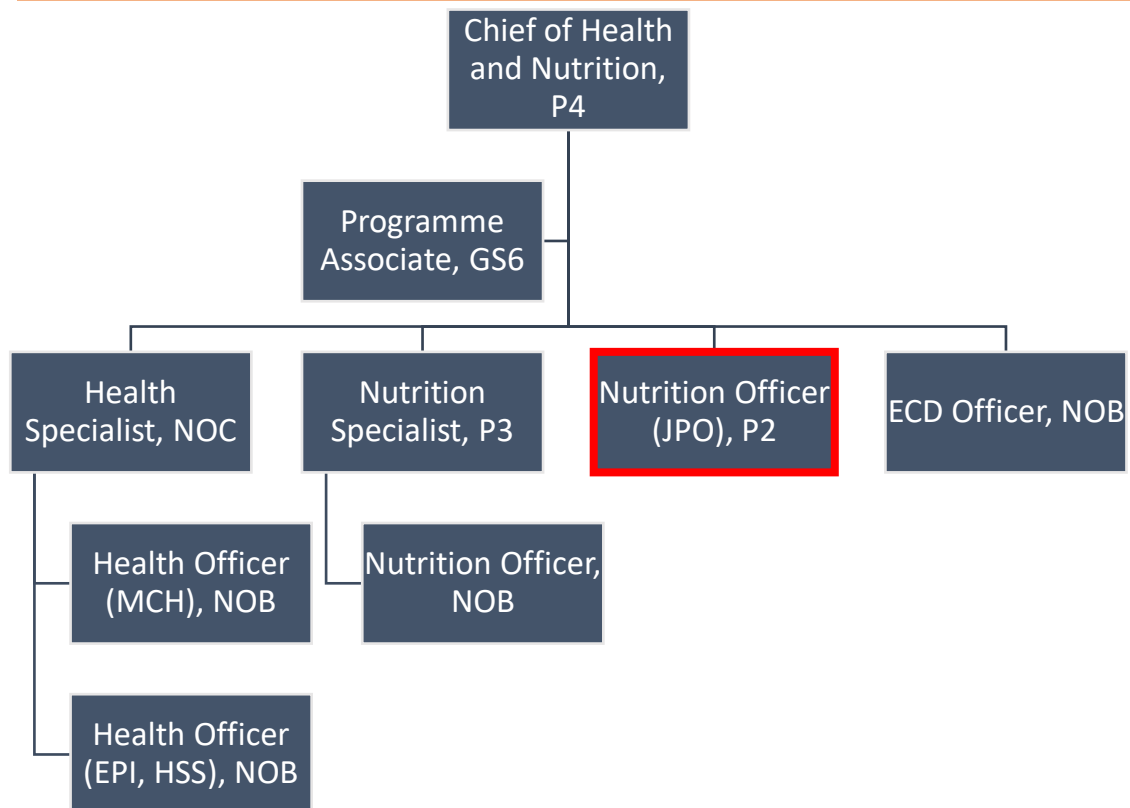 Chief of Health
and Nutrition,
P4
Programme
Associate, GS6
Health
Specialist, NOC
Nutrition
Specialist, P3
Nutrition Officer
(JPO), P2
ECD Officer, NOB
Health Officer
(MCH), NOB
Nutrition Officer,
NOB
Health Officer
(EPI, HSS), NOB